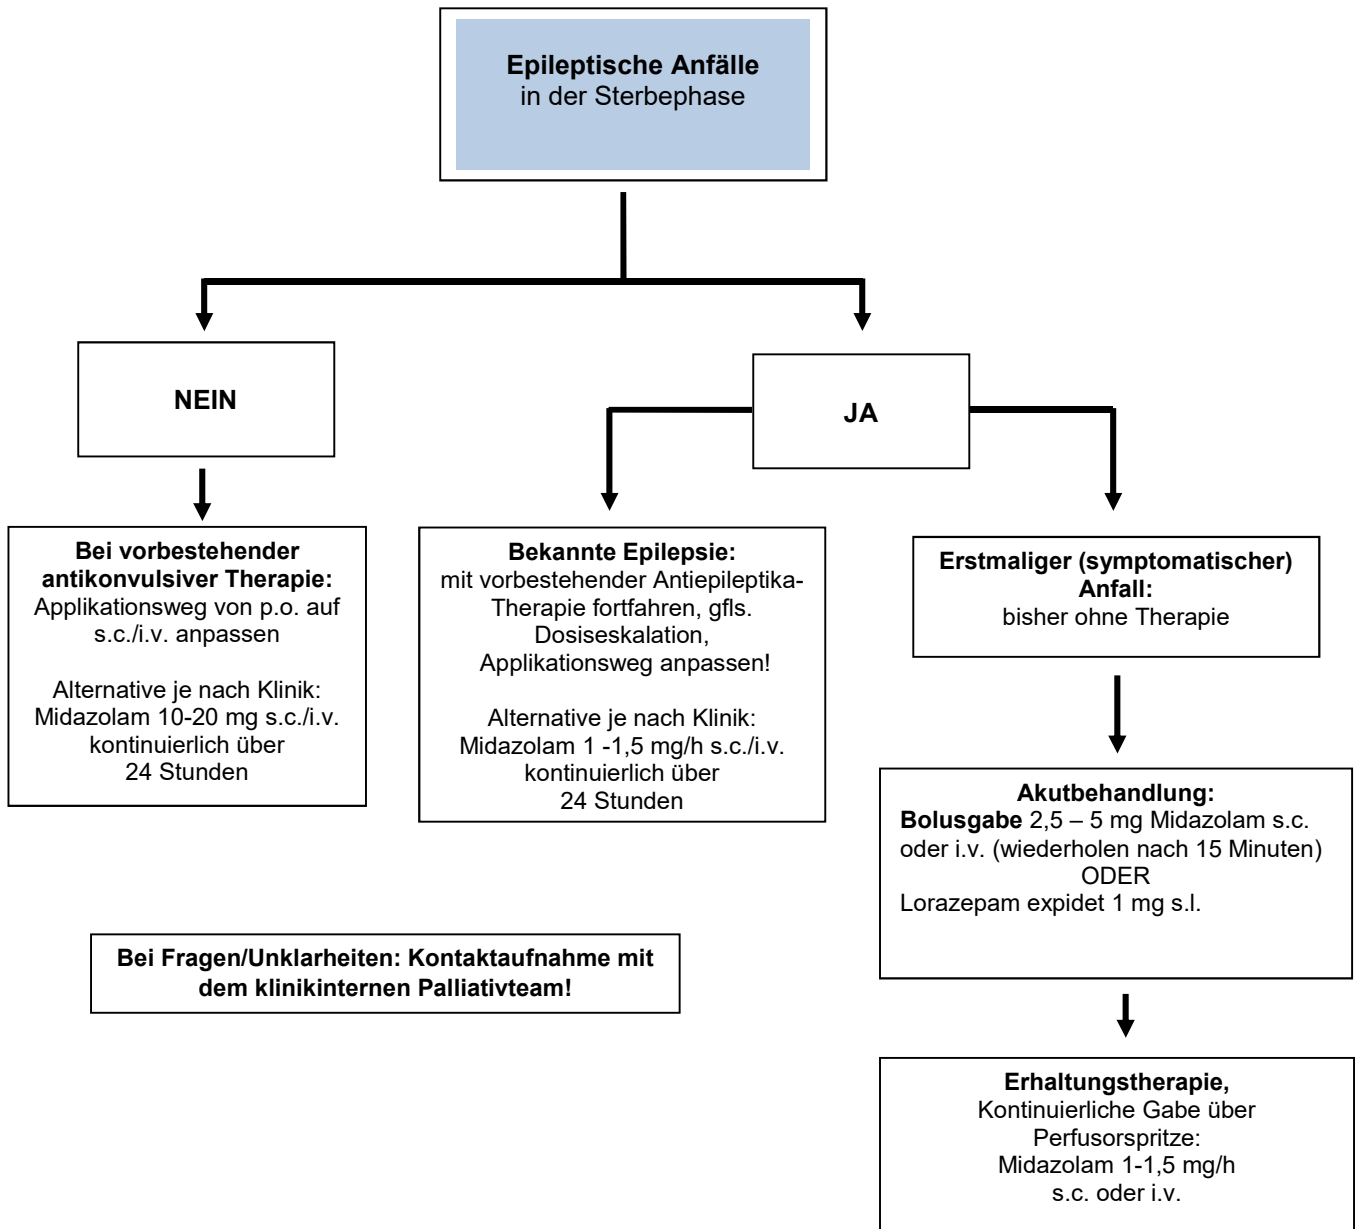 Epileptische Anfälle
in der Sterbephase
NEIN
JA
Bei vorbestehender
antikonvulsiver Therapie:
Applikationsweg von p.o. auf
s.c./i.v. anpassen
Alternative je nach Klinik:
Midazolam 10-20 mg s.c./i.v.
kontinuierlich über
24 Stunden
Bekannte Epilepsie:
mit vorbestehender Antiepileptika-
Therapie fortfahren, gfls.
Dosiseskalation,
Applikationsweg anpassen!
Alternative je nach Klinik:
Midazolam 1 -1,5 mg/h s.c./i.v.
kontinuierlich über
24 Stunden
Erstmaliger (symptomatischer)
Anfall:
bisher ohne Therapie
Akutbehandlung:
Bolusgabe 2,5 – 5 mg Midazolam s.c.
oder i.v. (wiederholen nach 15 Minuten)
ODER
Lorazepam expidet 1 mg s.l.
Bei Fragen/Unklarheiten: Kontaktaufnahme mit
dem klinikinternen Palliativteam!
Erhaltungstherapie,
Kontinuierliche Gabe über
Perfusorspritze:
Midazolam 1-1,5 mg/h
s.c. oder i.v.